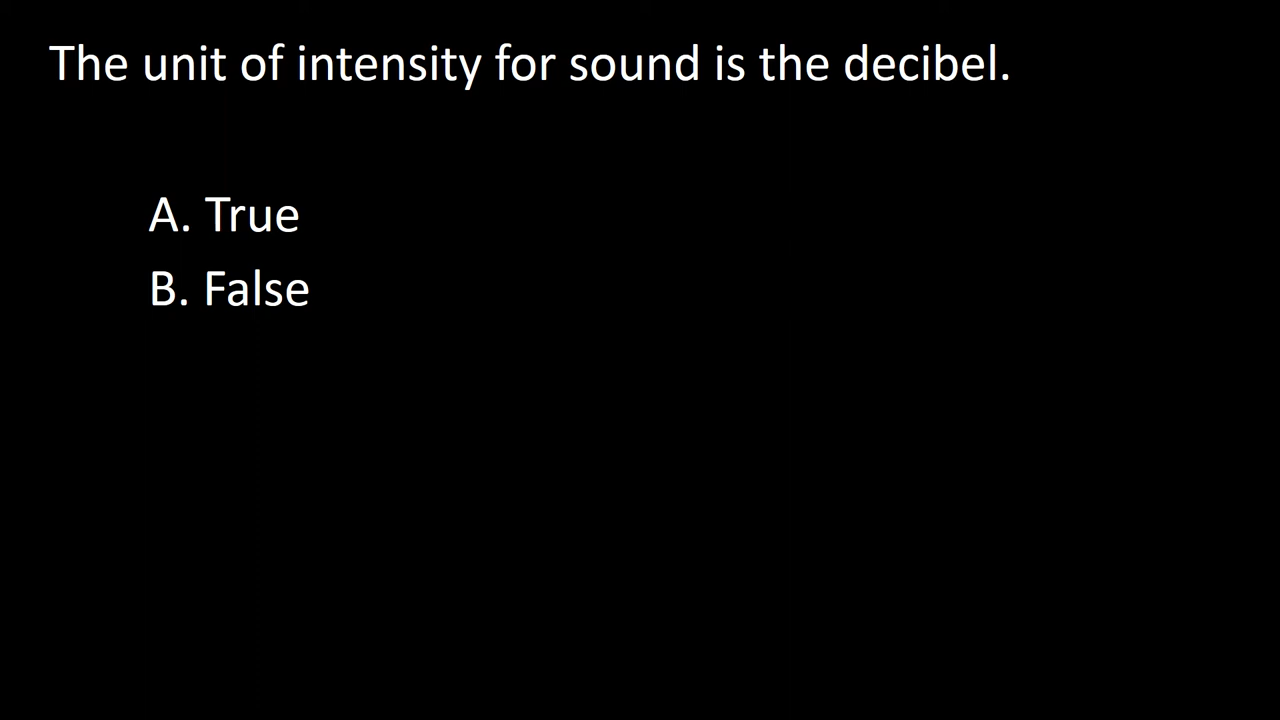 The unit of intensity for sound is the decibel.
A. True
B. False